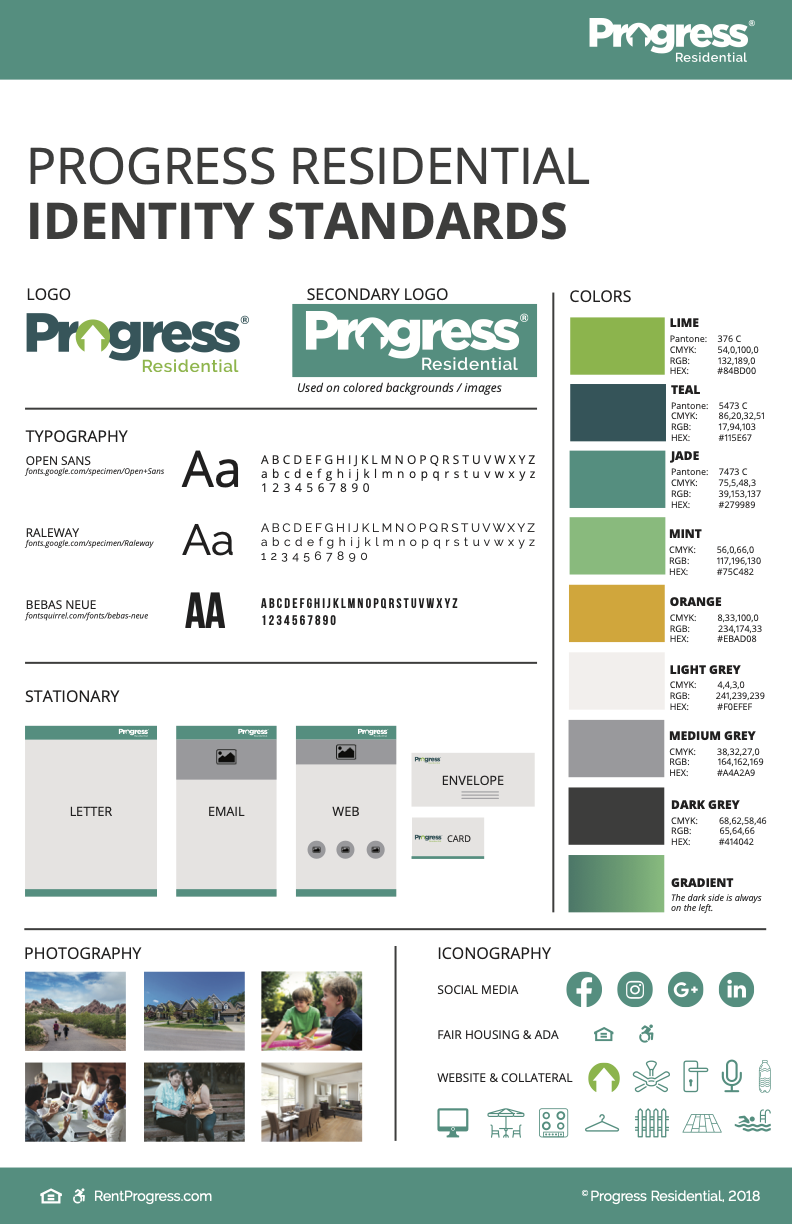 Progress®
Residential
PROGRESS RESIDENTIAL
IDENTITY STANDARDS
LOGO
Progress®
Residential
SECONDARY LOGO
Progress®
Residential
Used on colored backgrounds / images
TYPOGRAPHY
OPEN SANS
fonts.google.com/specimen/Open+Sans
Aa
A B C D E F G H I J K L M N O P Q R S T U V W X Y Z
a b c d e f g h i j k l m n o p q r s t u v w x y z
1 2 3 4 5 6 7 8 9 0
RALEWAY
fonts.google.com/specimen/Raleway
Aa
A B C D E F G H I J K L M N O P Q R S T U V W X Y Z
a b c d e f g h i j k l m n o p q r s t u v w x y z
1 2 3 4 5 6 7 8 9 0
BEBAS NEUE
fontsquirrel.com/fonts/bebas-neue
AA
A B C D E F G H I J K L M N O P Q R S T U V W X Y Z
1 2 3 4 5 6 7 8 9 0
STATIONARY
Progress
LETTER
Progress
EMAIL
Progress
WEB
Progress
ENVELOPE
Progress
CARD
COLORS
LIME
Pantone: 376 C
CMYK: 54,0,100,0
RGB: 132,189,0
HEX: #84BD00
TEAL
Pantone: 5473 C
CMYK: 86,20,32,51
RGB: 17,94,103
HEX: #115E67
JADE
Pantone: 7473 C
CMYK: 75,5,48,3
RGB: 39,153,137
HEX: #279989
MINT
CMYK: 56,0,66,0
RGB: 117,196,130
HEX: #75C482
ORANGE
CMYK: 8,33,100,0
RGB: 234,174,33
HEX: #EBAD08
LIGHT GREY
CMYK: 4,4,3,0
RGB: 241,239,239
HEX: #F0EFEF
MEDIUM GREY
CMYK: 38,32,27,0
RGB: 164,162,169
HEX: #A4A2A9
DARK GREY
CMYK: 68,62,58,46
RGB: 65,64,66
HEX: #414042
GRADIENT
The dark side is always
on the left.
PHOTOGRAPHY
ICONOGRAPHY
SOCIAL MEDIA
f
G+
in
FAIR HOUSING & ADA
WEBSITE & COLLATERAL
RentProgress.com
© Progress Residential, 2018